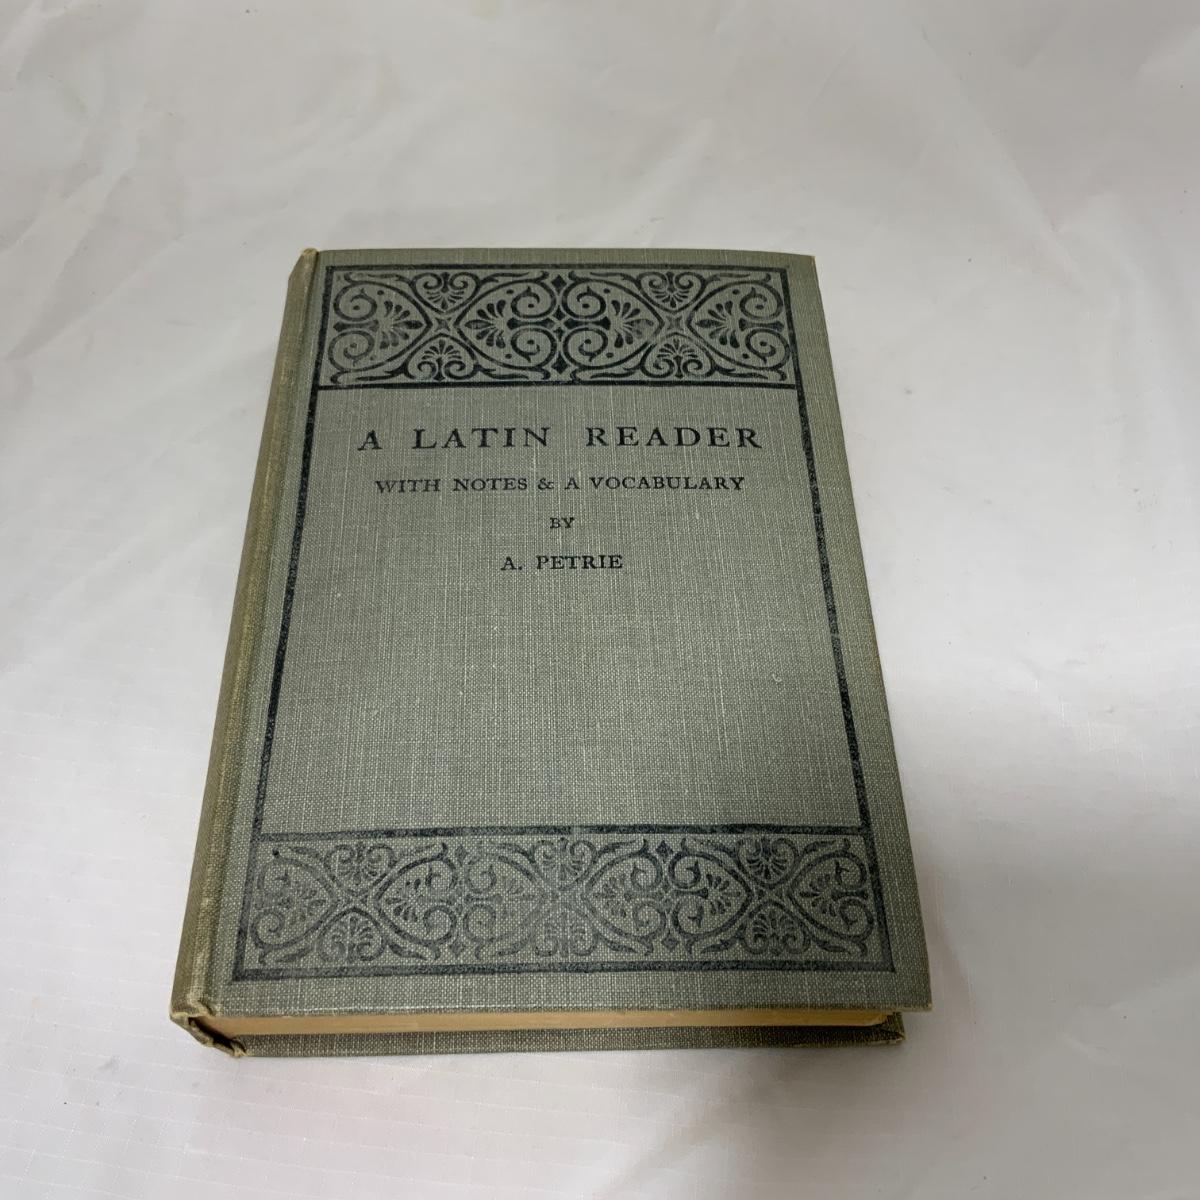 A LATIN READER
WITH NOTES & A VOCABULARY
BY
A. PETRIE